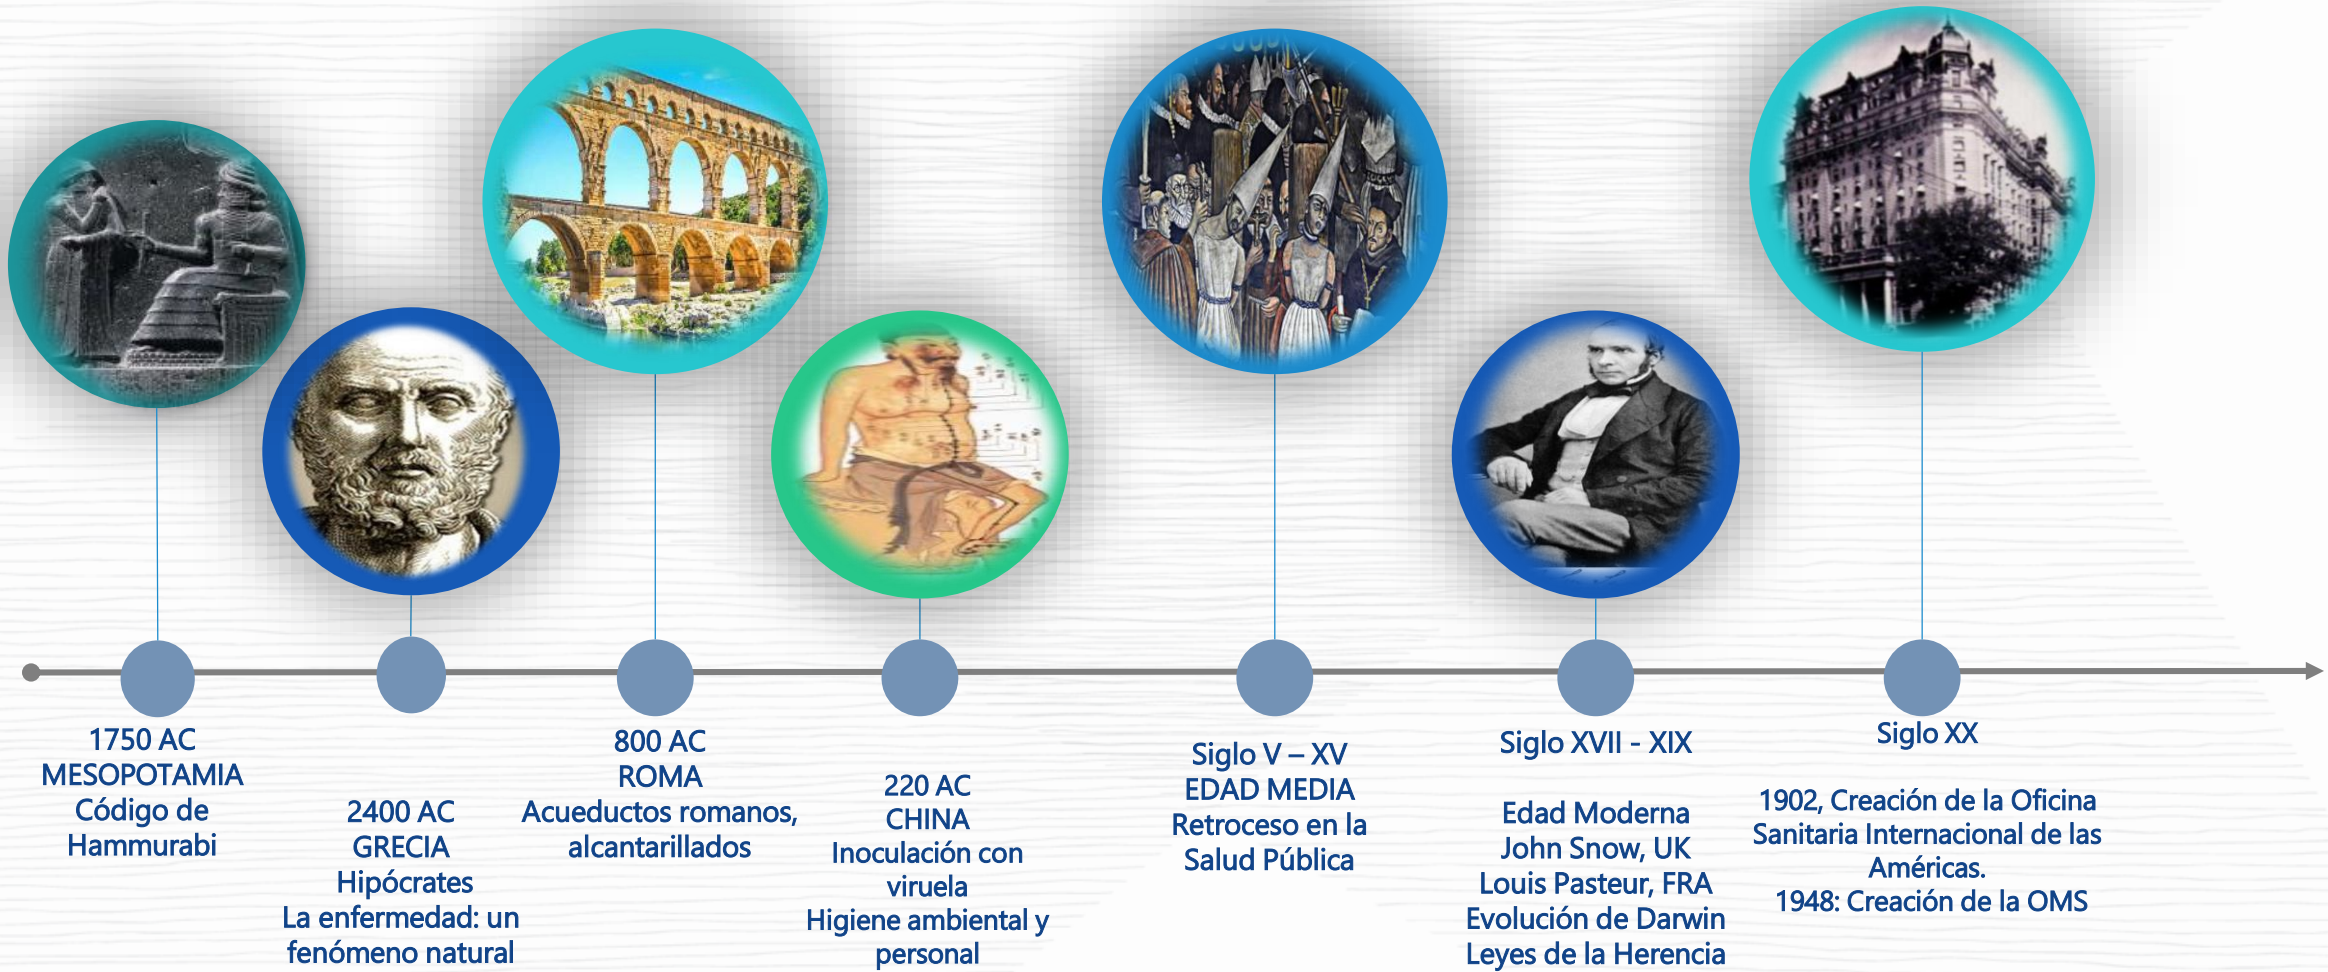 1750 AC
MESOPOTAMIA
Código de
Hammurabi
2400 AC
GRECIA
Hipócrates
La enfermedad: un
fenómeno natural
800 AC
ROMA
Acueductos romanos,
alcantarillados
220 AC
CHINA
Inoculación con
viruela
Higiene ambiental y
personal
Siglo V – XV
EDAD MEDIA
Retroceso en la
Salud Pública
Siglo XVII - XIX
Edad Moderna
John Snow, UK
Louis Pasteur, FRA
Evolución de Darwin
Leyes de la Herencia
Siglo XX
1902, Creación de la Oficina
Sanitaria Internacional de las
Américas.
1948: Creación de la OMS